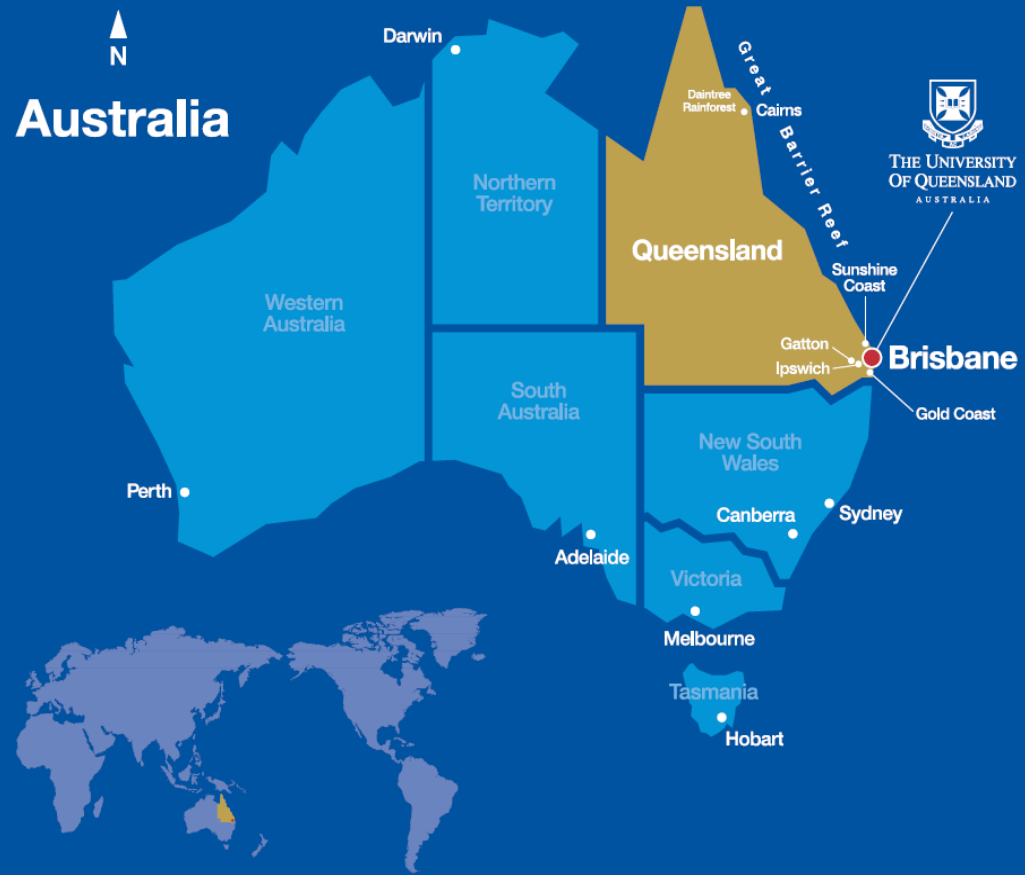 N
Australia
Darwin
Great Barrier Reef
Daintree
Rainforest
Cairns
THE UNIVERSITY
OF QUEENSLAND
AUSTRALIA
Northern
Territory
Queensland
Sunshine
Coast
Western
Australia
Gatton
Ipswich
Brisbane
Gold Coast
South
Australia
New South
Wales
Perth
Canberra
Sydney
Adelaide
Victoria
Melbourne
Tasmania
Hobart